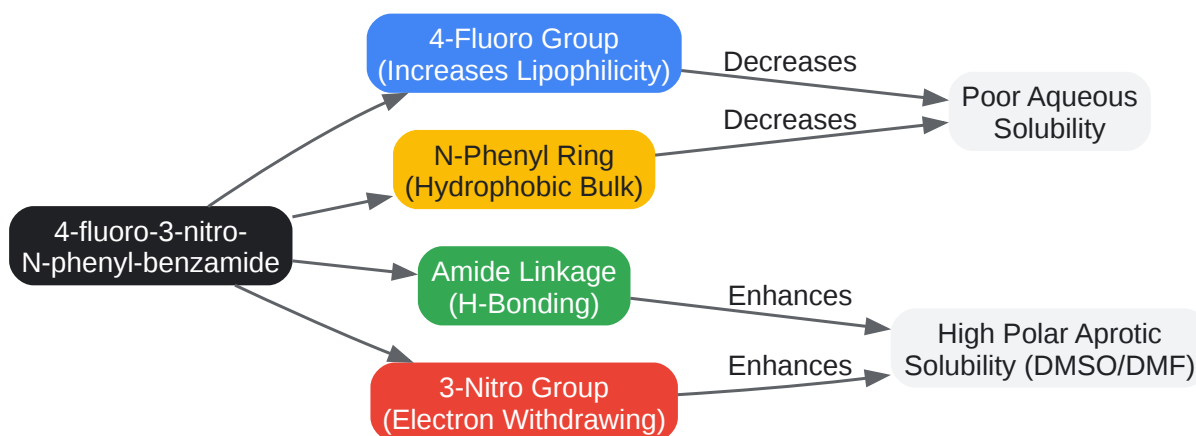 4-Fluoro Group
(Increases Lipophilicity)
Decreases
Poor Aqueous
Solubility
N-Phenyl Ring
(Hydrophobic Bulk)
Decreases
4-fluoro-3-nitro-
N-phenyl-benzamide
Amide Linkage
(H-Bonding)
Enhances
High Polar Aprotic
Solubility (DMSO/DMF)
3-Nitro Group
(Electron Withdrawing)
Enhances